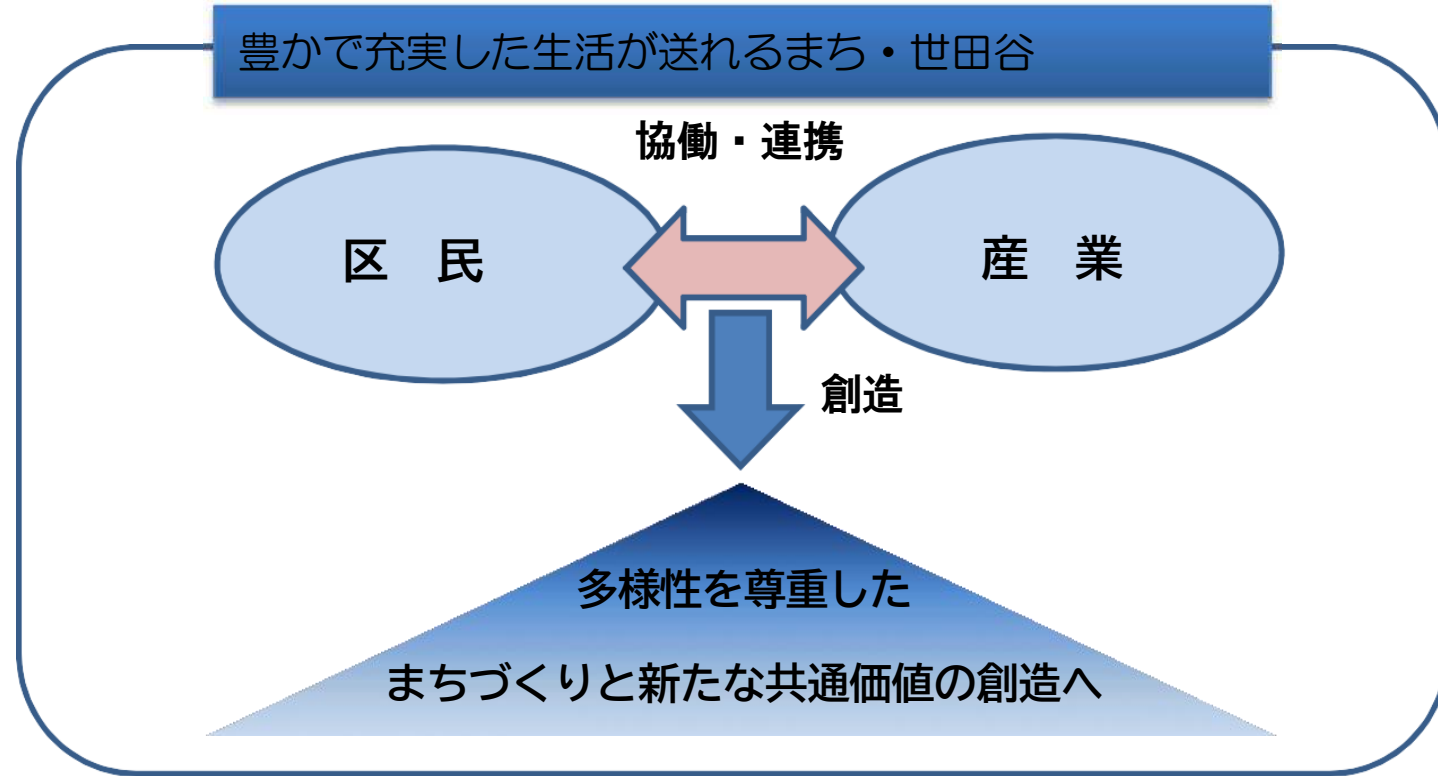 豊かで充実した生活が送れるまち・世田谷
協働・連携
区　民
産　業
創造
多様性を尊重した
まちづくりと新たな共通価値の創造へ